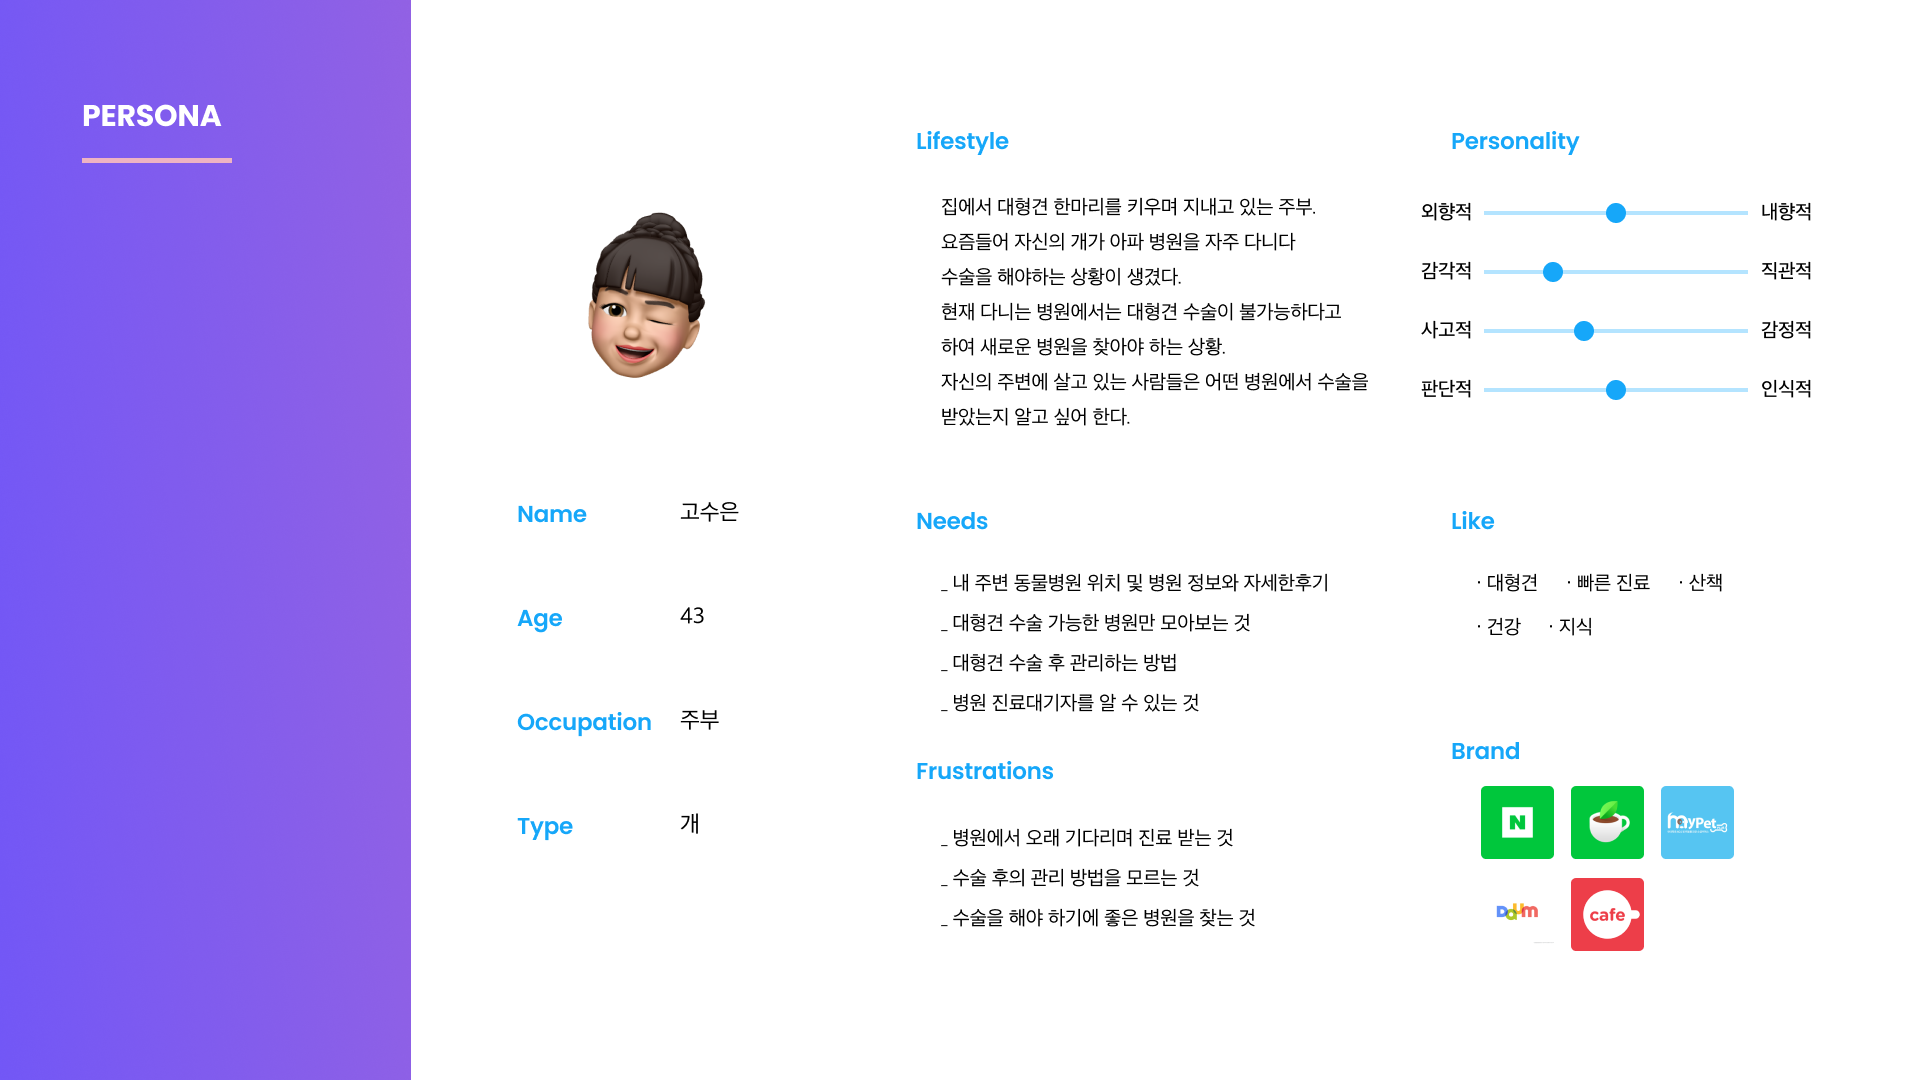 PERSONA
Name 고수은
Age 43
Occupation 주부
Type 개
Lifestyle
집에서 대형견 한마리를 키우며 지내고 있는 주부.
요즘들어 자신의 개가 아파 병원을 자주 다니다
수술을 해야하는 상황이 생겼다.
현재 다니는 병원에서는 대형견 수술이 불가능하다고
하여 새로운 병원을 찾아야 하는 상황.
자신의 주변에 살고 있는 사람들은 어떤 병원에서 수술을
받았는지 알고 싶어 한다.
Needs
_ 내 주변 동물병원 위치 및 병원 정보와 자세한후기
_ 대형견 수술 가능한 병원만 모아보는 것
_ 대형견 수술 후 관리하는 방법
_ 병원 진료대기자를 알 수 있는 것
Frustrations
_ 병원에서 오래 기다리며 진료 받는 것
_ 수술 후의 관리 방법을 모르는 것
_ 수술을 해야 하기에 좋은 병원을 찾는 것
Personality
외향적 내향적
감각적 직관적
사고적 감정적
판단적 인식적
Like
· 대형견 · 빠른 진료 · 산책
· 건강 · 지식
Brand
N
myPet
Daum
cafe